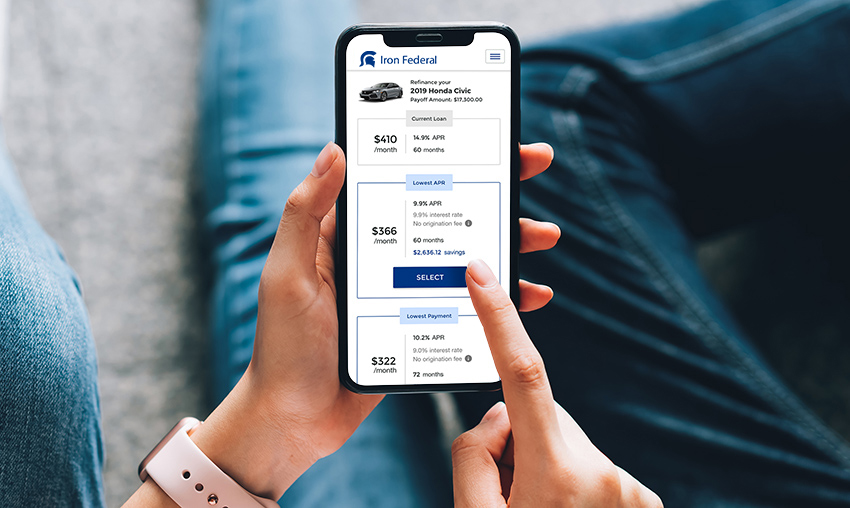 Iron Federal
Refinance your
2019 Honda Civic
Payoff Amount: $17,300.00
Current Loan
$410
/month
14.9% APR
60 months
Lowest APR
$366
/month
9.9% APR
9.9% interest rate
No origination fee
60 months
$2,636.12 savings
SELECT
Lowest Payment
$322
/month
10.2% APR
9.0% interest rate
No origination fee
72 months